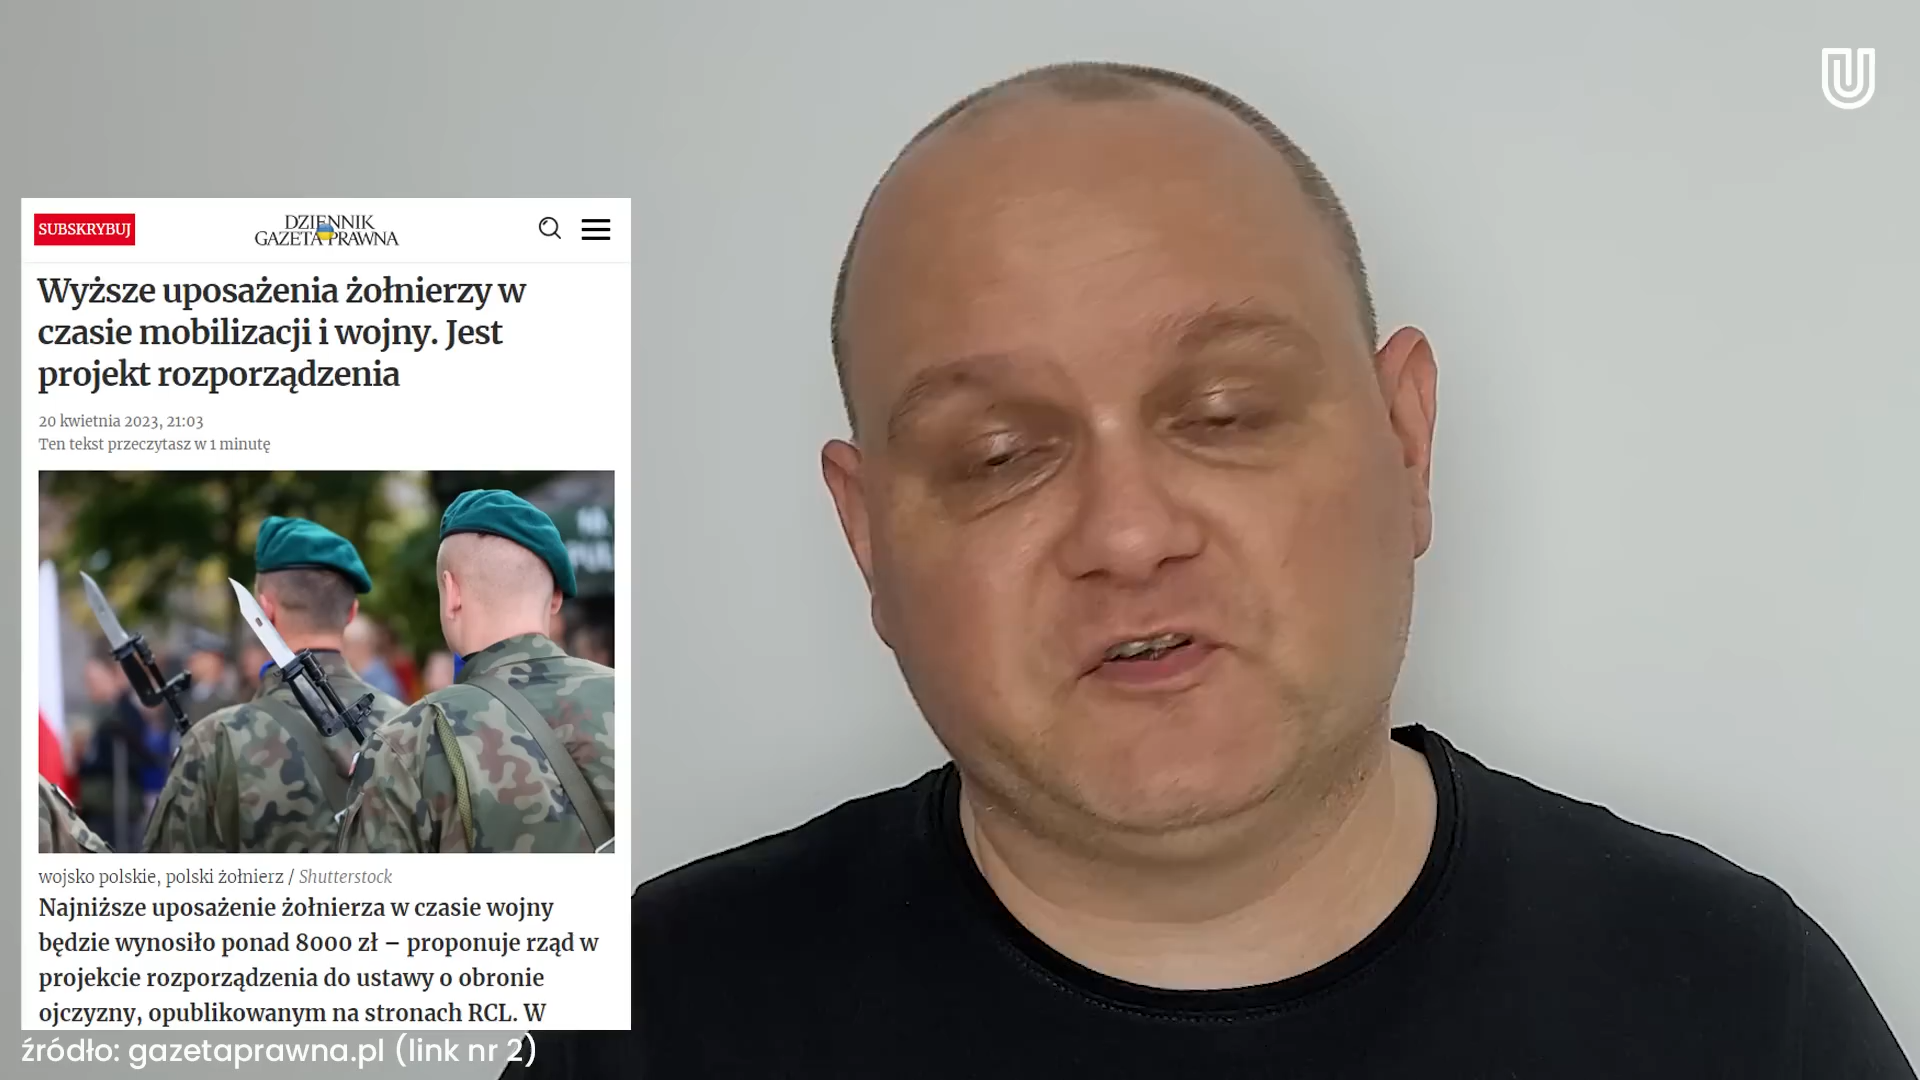 SUBSKRYBUJ
DZIENNIK
GAZETA PRAWNA
Wyższe uposażenia żołnierzy w
czasie mobilizacji i wojny. Jest
projekt rozporządzenia
20 kwietnia 2023, 21:03
Ten tekst przeczytasz w 1 minutę
wojsko polskie, polski żołnierz / Shutterstock
Najniższe uposażenie żołnierza w czasie wojny
będzie wynosiło ponad 8000 zł – proponuje rząd w
projekcie rozporządzenia do ustawy o obronie
ojczyzny, opublikowanym na stronach RCL. W
źródło: gazetaprawna.pl (link nr 2)